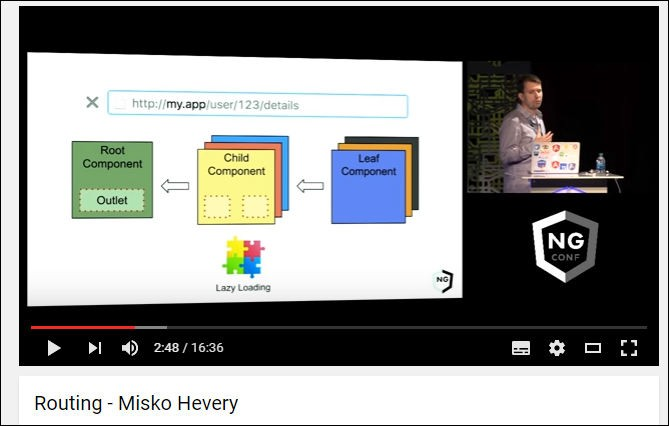 http://my.app/user/123/details
Root
Component
Outlet
Child
Component
Leaf
Component
Lazy Loading
NG
NG
CONF
2:48 / 16:36
Routing - Misko Hevery